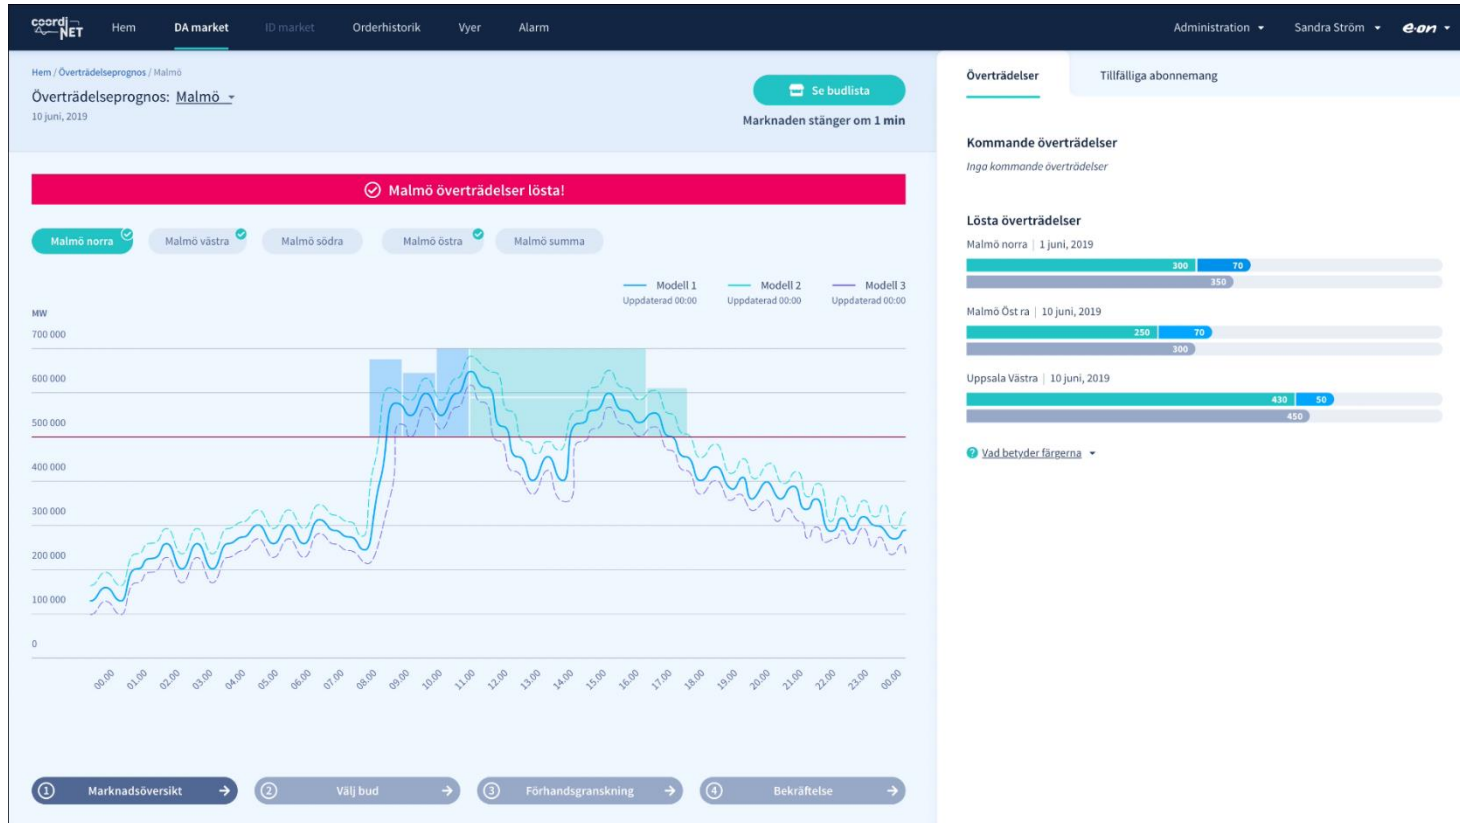 coordi
NET
Hem DA market ID market Orderhistorik Vyer Alarm Administration Sandra Ström e·on
Hem / Överträdelseprognos / Malmö
Överträdelseprognos: Malmö
10 juni, 2019
Se budlista
Marknaden stänger om 1 min
Malmö överträdelser lösta!
Malmö norra Malmö västra Malmö södra Malmö östra Malmö summa
Modell 1 Modell 2 Modell 3
Uppdaterad 00:00 Uppdaterad 00:00 Uppdaterad 00:00
MW
700 000
600 000
500 000
400 000
300 000
200 000
100 000
0
00.00 01.00 02.00 03.00 04.00 05.00 06.00 07.00 08.00 09.00 10.00 11.00 12.00 13.00 14.00 15.00 16.00 17.00 18.00 19.00 20.00 21.00 22.00 23.00 00.00
1 Marknadsöversikt 2 Välj bud 3 Förhandsgranskning 4 Bekräftelse
Överträdelser Tillfälliga abonnemang
Kommande överträdelser
Inga kommande överträdelser
Lösta överträdelser
Malmö norra | 1 juni, 2019
300 70
350
Malmö Öst ra | 10 juni, 2019
250 70
300
Uppsala Västra | 10 juni, 2019
430 50
450
? Vad betyder färgerna